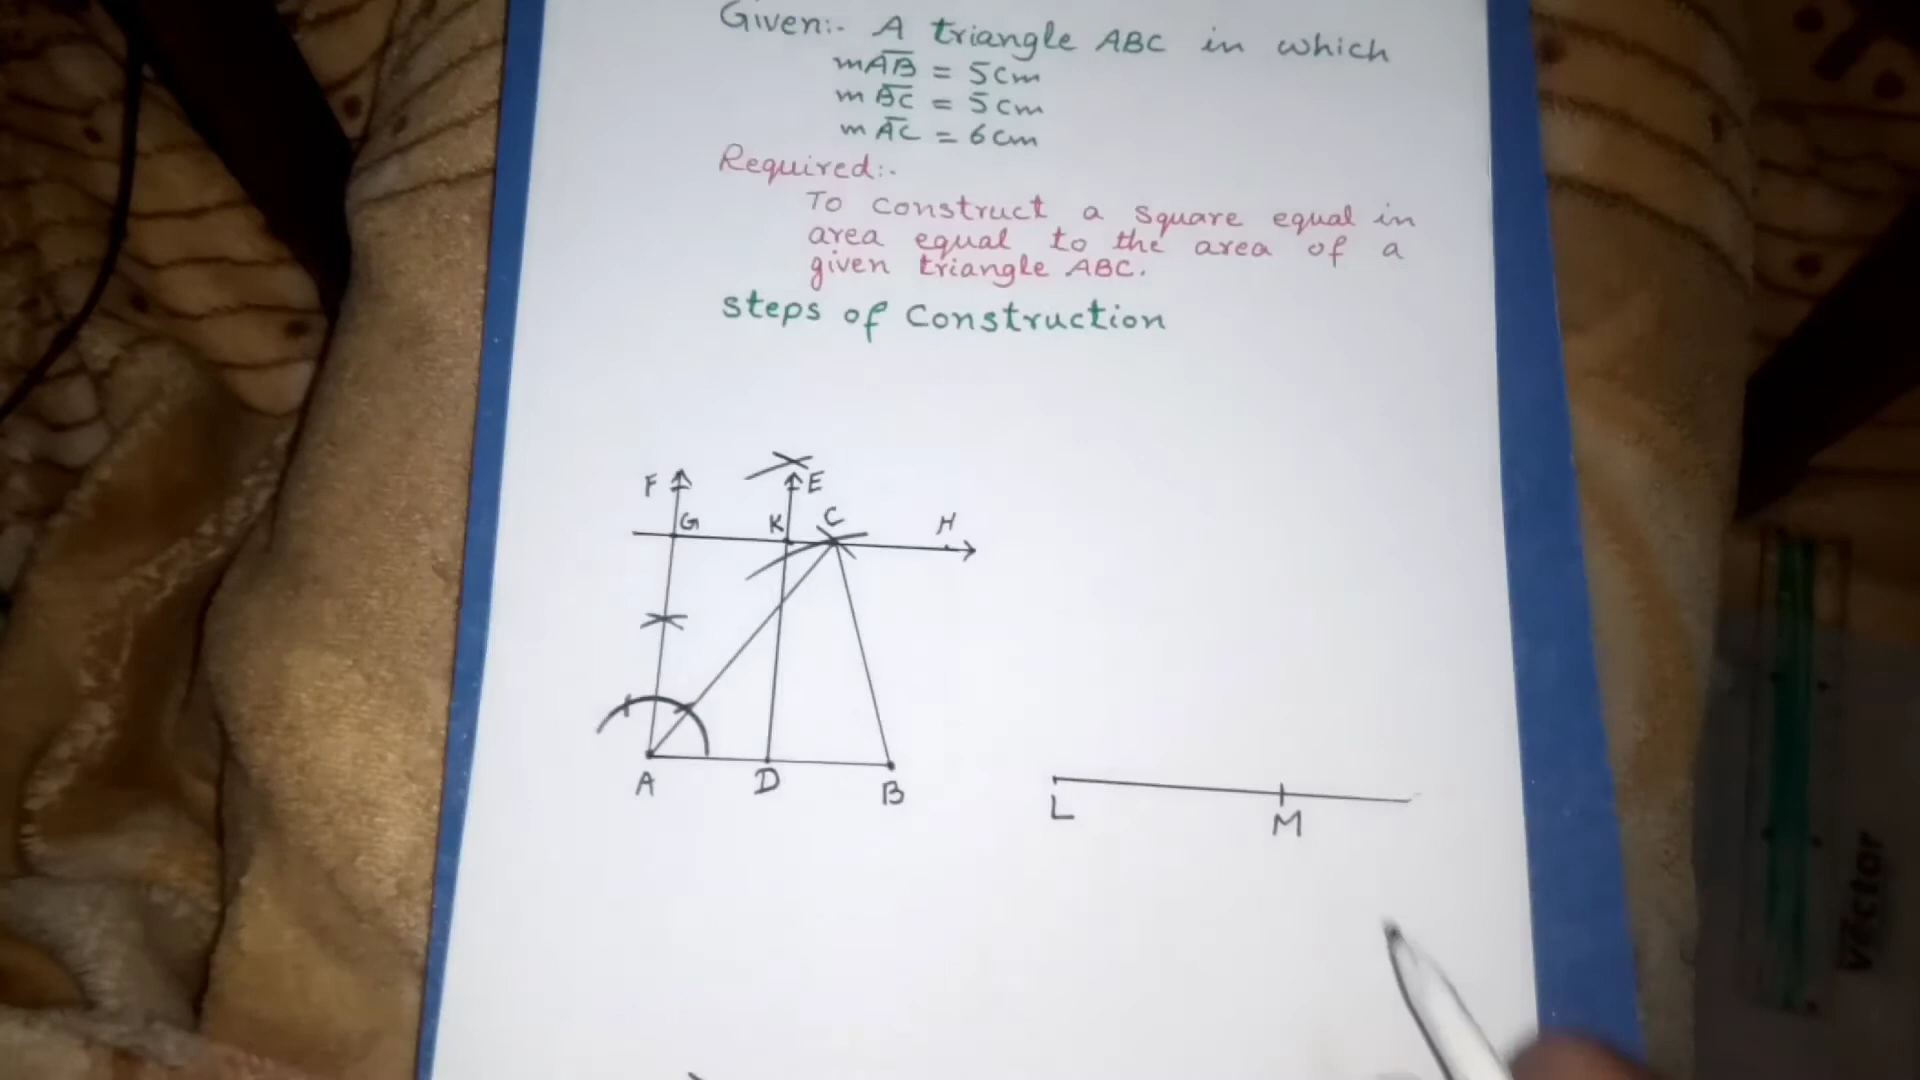 Given:- A triangle ABC in which
mAB = 5cm
mBC = 5cm
mAC = 6cm
Required:-
To construct a square equal in
area equal to the area of a
given triangle ABC.
Steps of Construction
F E
G K C H
A D B
L M
Vector